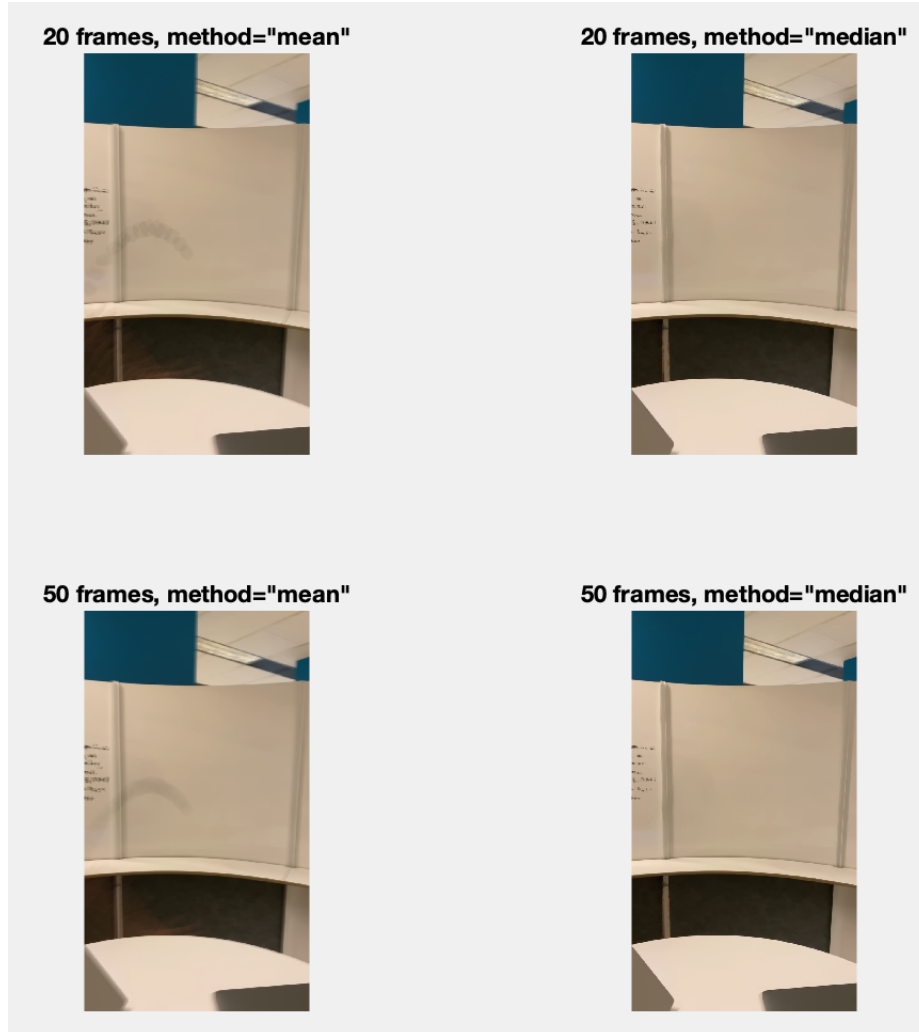 20 frames, method="mean"
20 frames, method="median"
50 frames, method="mean"
50 frames, method="median"